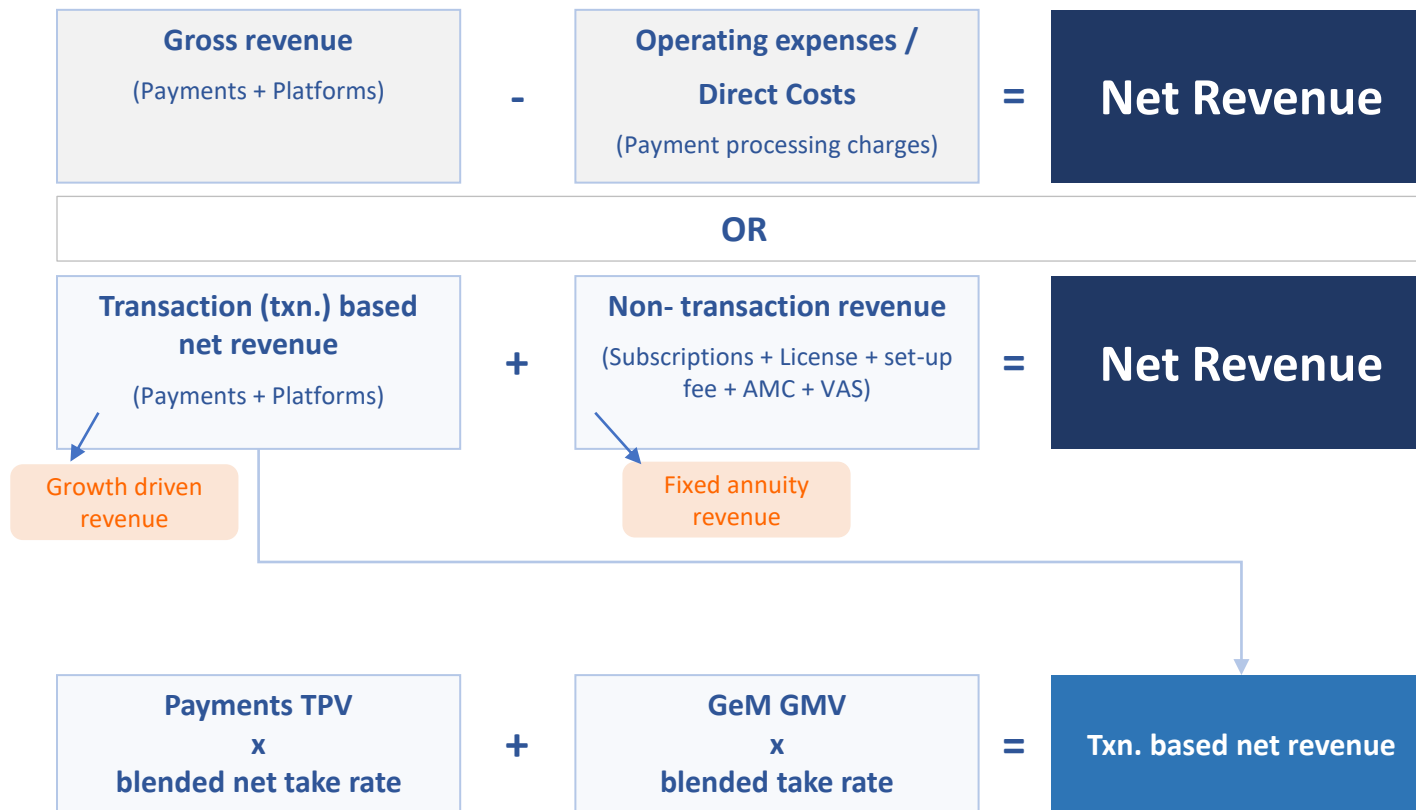 Gross revenue
(Payments + Platforms)
-
Operating expenses /
Direct Costs
(Payment processing charges)
=
Net Revenue
OR
Transaction (txn.) based
net revenue
(Payments + Platforms)
+
Non- transaction revenue
(Subscriptions + License + set-up
fee + AMC + VAS)
=
Net Revenue
Growth driven
revenue
Fixed annuity
revenue
Payments TPV
x
blended net take rate
+
GeM GMV
x
blended take rate
=
Txn. based net revenue